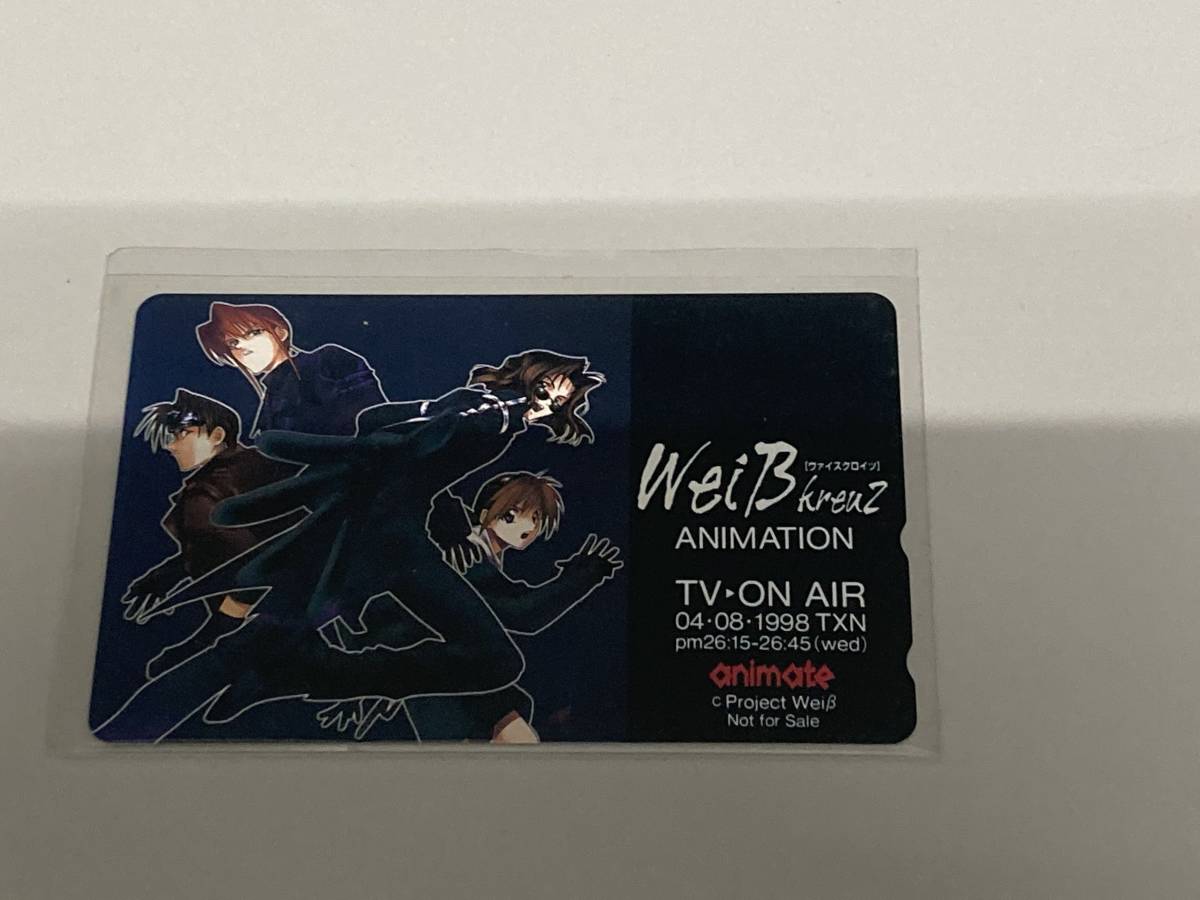 Weiß
[ヴァイスクロイツ]
kreuz
ANIMATION
TV▸ON AIR
04・08・1998 TXN
pm26:15-26:45(wed)
animate
c Project Weiβ
Not for Sale